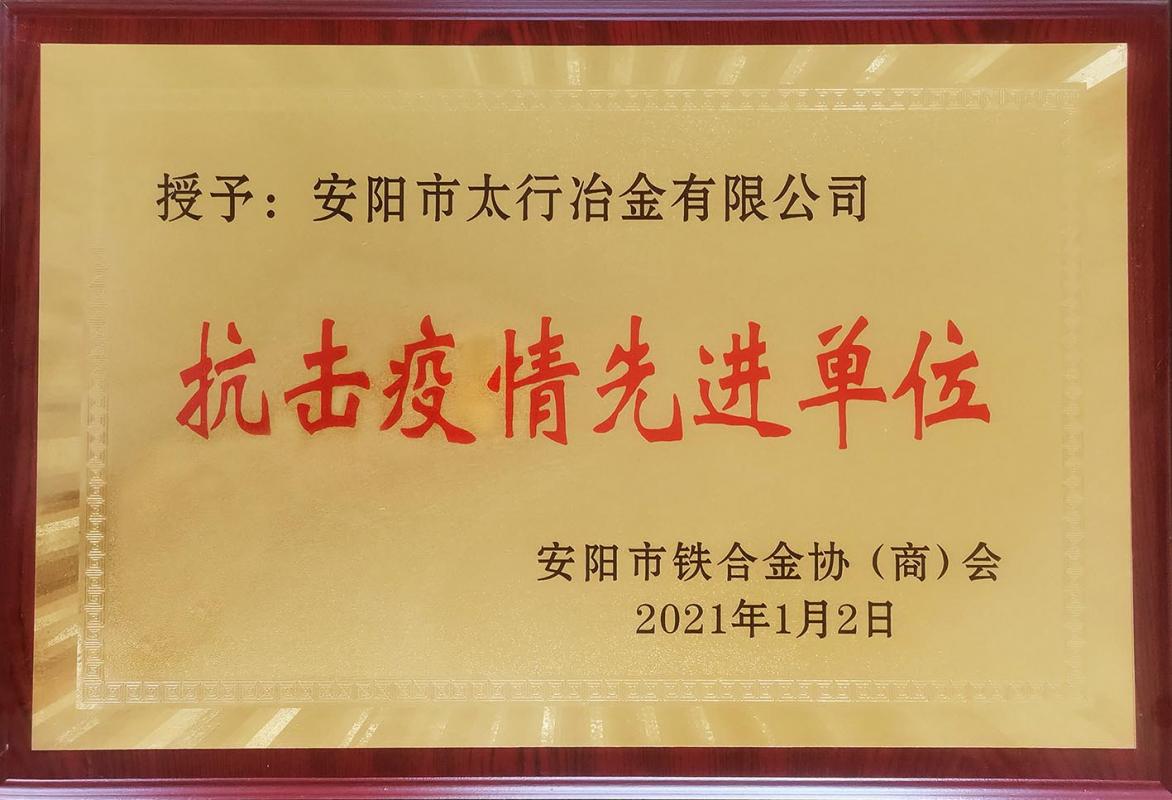 授予：安阳市太行冶金有限公司
抗击疫情先进单位
安阳市铁合金协（商）会
2021年1月2日